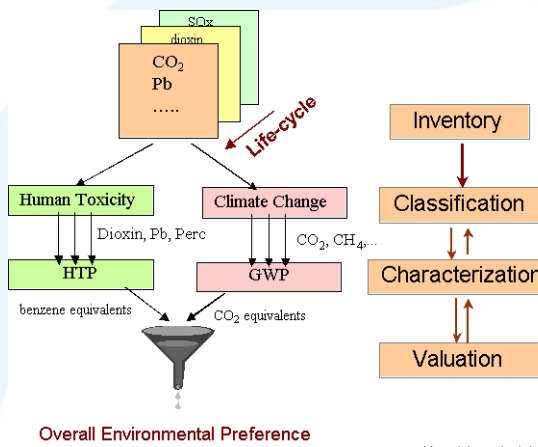 SOx
dioxin
CO₂
Pb
.....
Life-cycle
Human Toxicity
Climate Change
Dioxin, Pb, Perc
CO₂, CH₄,...
HTP
GWP
benzene equivalents
CO₂ equivalents
Overall Environmental Preference
Inventory
Classification
Characterization
Valuation